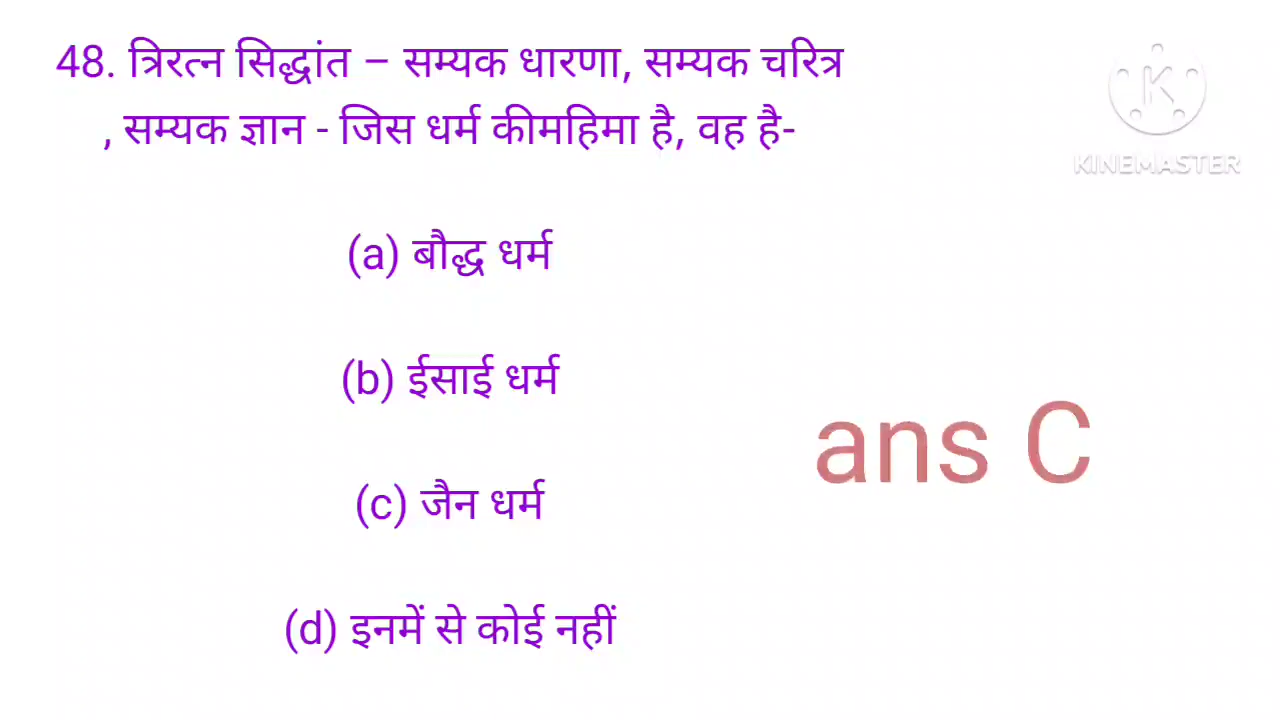 48. त्रिरत्न सिद्धांत – सम्यक धारणा, सम्यक चरित्र
, सम्यक ज्ञान - जिस धर्म कीमहिमा है, वह है-
K
KINEMASTER
(a) बौद्ध धर्म
(b) ईसाई धर्म
ans C
(c) जैन धर्म
(d) इनमें से कोई नहीं